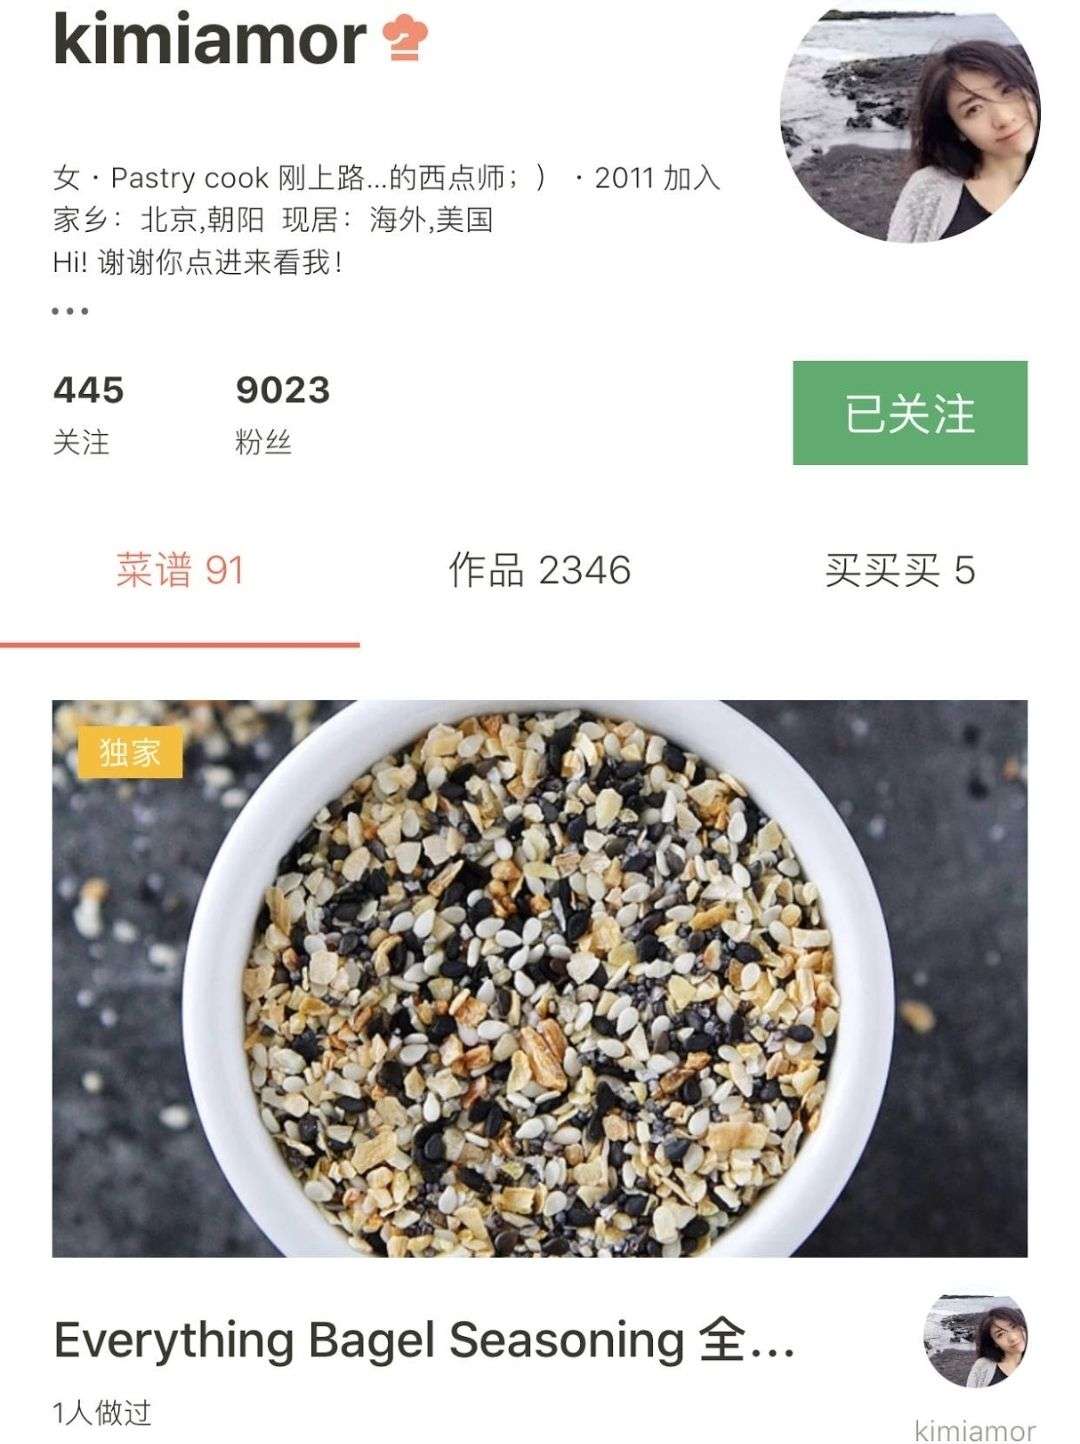 kimiamor
女・Pastry cook 刚上路...的西点师；）・2011 加入
家乡：北京,朝阳 现居：海外,美国
Hi! 谢谢你点进来看我！
•••
445 9023
关注 粉丝
已关注
菜谱 91 作品 2346 买买买 5
独家
Everything Bagel Seasoning 全...
1人做过
kimiamor